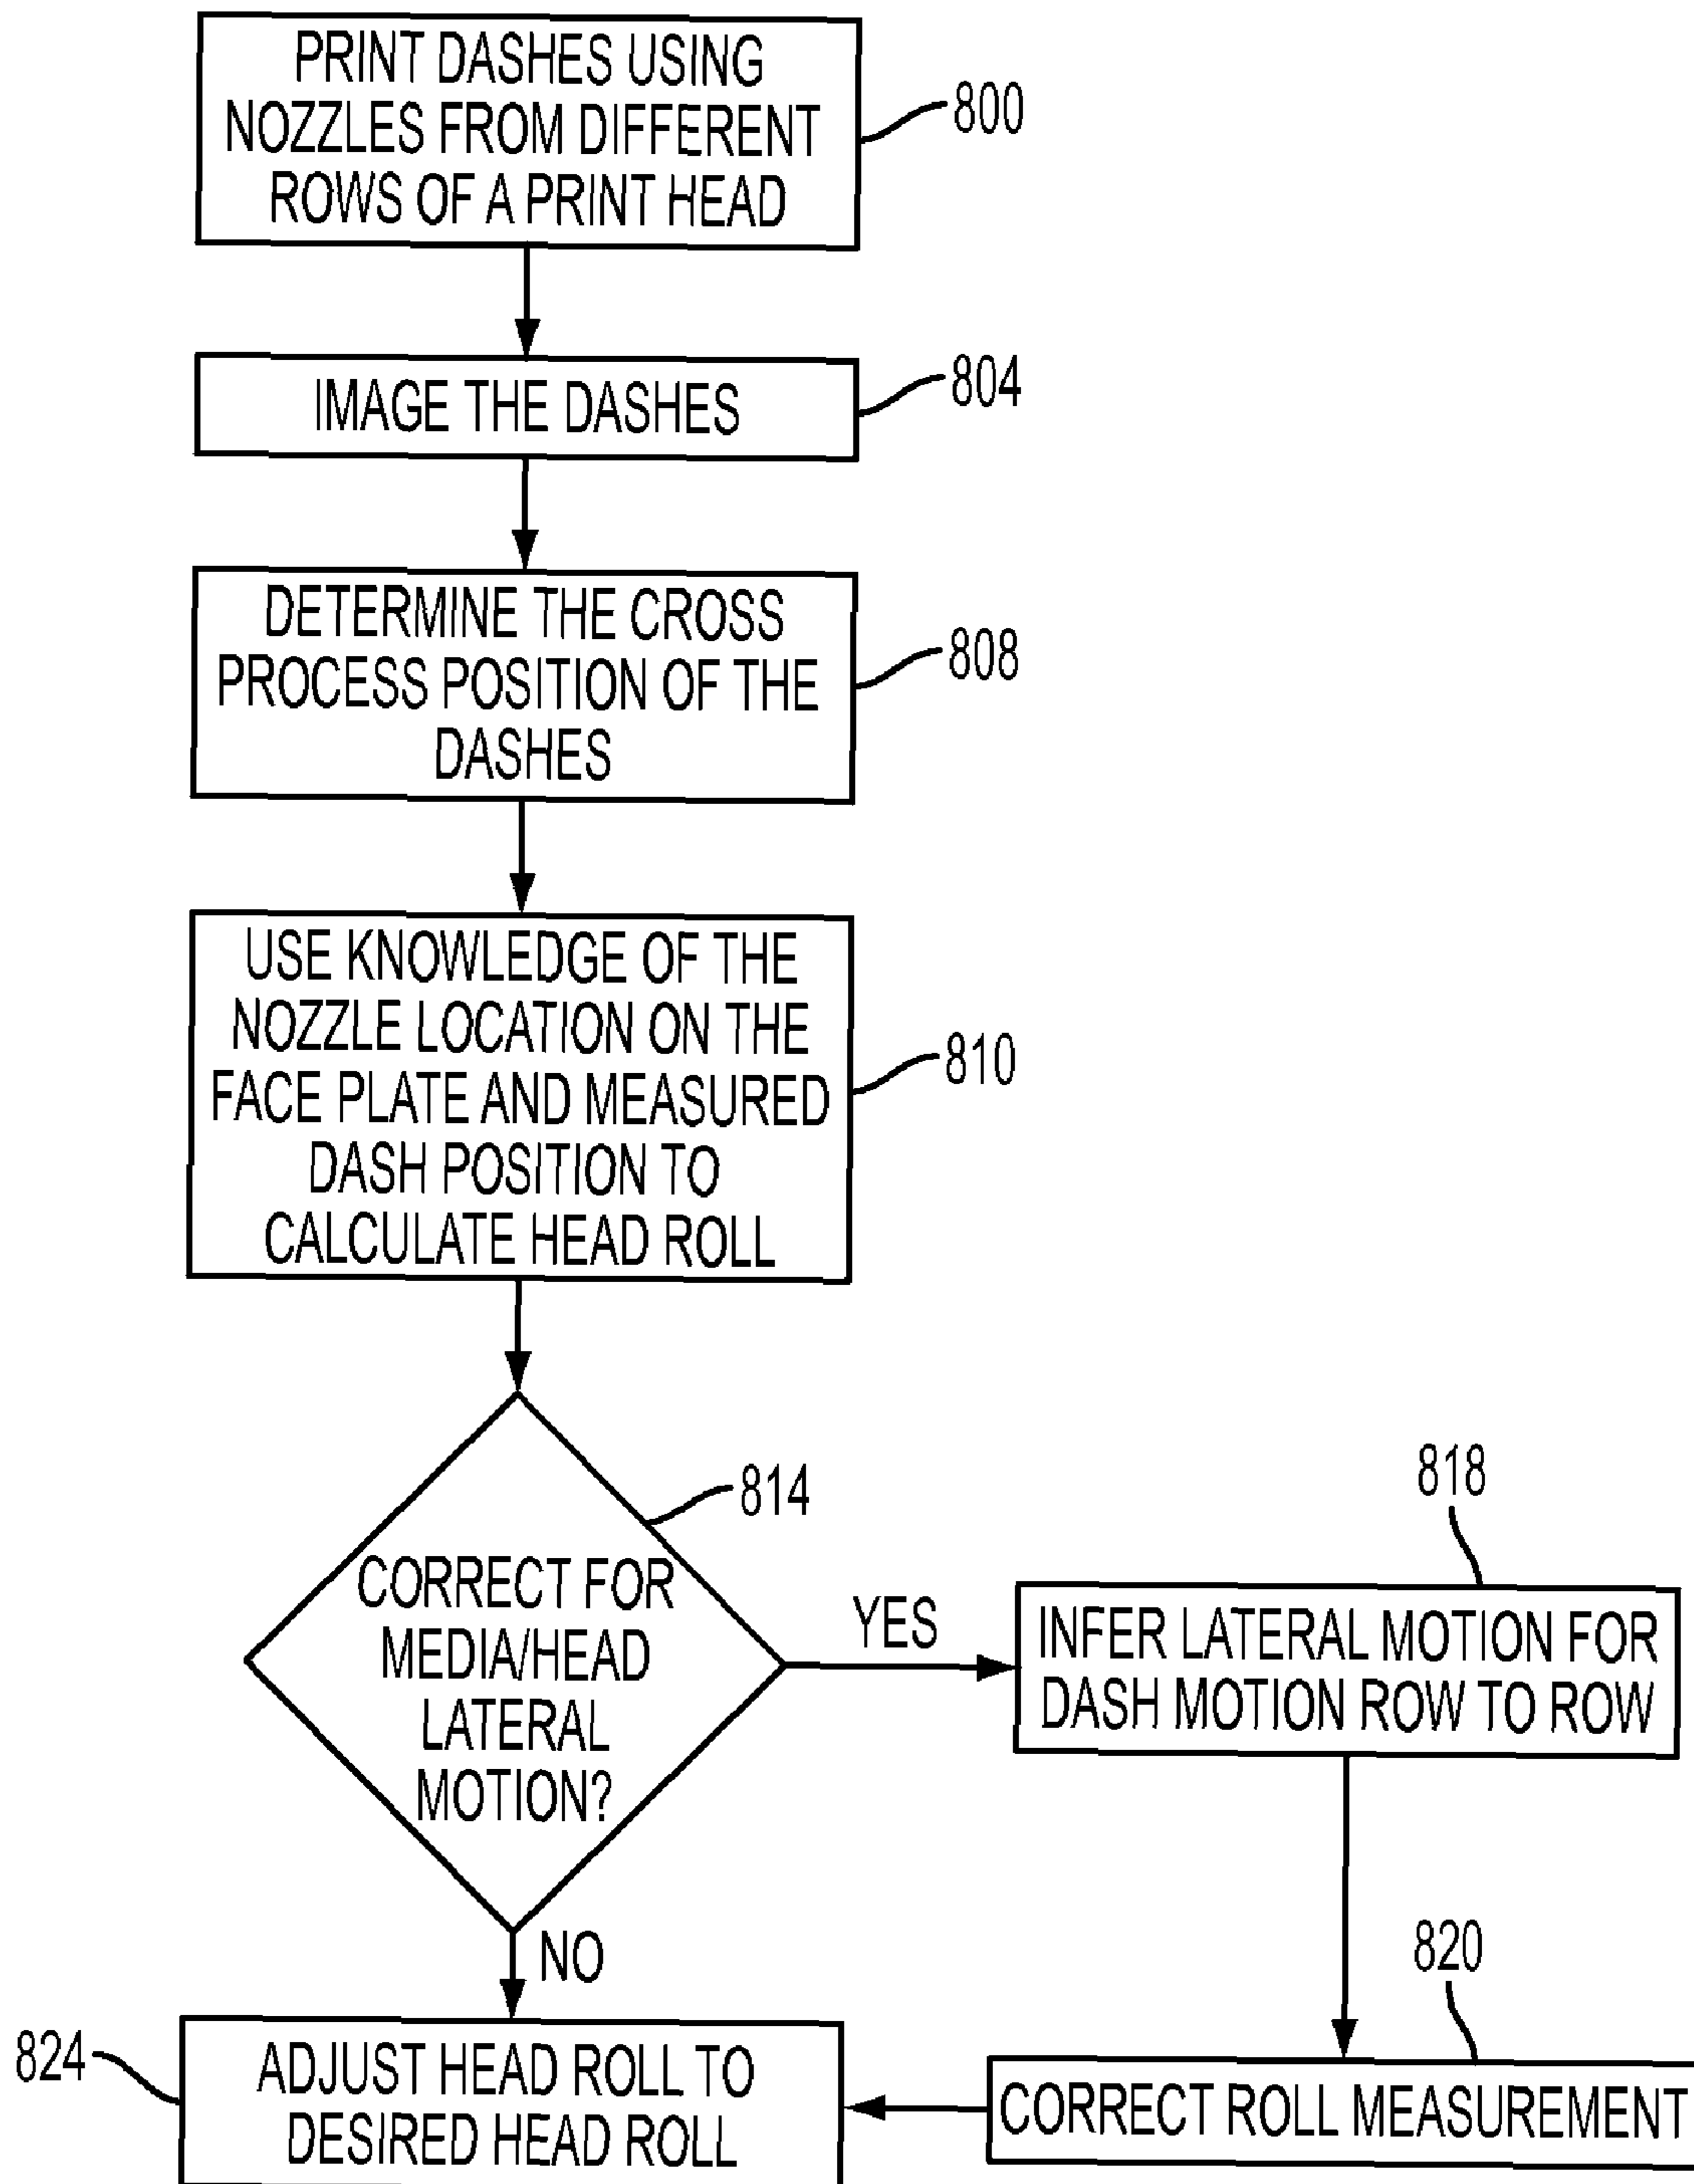 PRINT DASHES USING
NOZZLES FROM DIFFERENT
ROWS OF A PRINT HEAD
800
IMAGE THE DASHES
804
DETERMINE THE CROSS
PROCESS POSITION OF THE
DASHES
808
USE KNOWLEDGE OF THE
NOZZLE LOCATION ON THE
FACE PLATE AND MEASURED
DASH POSITION TO
CALCULATE HEAD ROLL
810
814
CORRECT FOR
MEDIA/HEAD
LATERAL
MOTION?
YES
818
INFER LATERAL MOTION FOR
DASH MOTION ROW TO ROW
NO
820
CORRECT ROLL MEASUREMENT
824
ADJUST HEAD ROLL TO
DESIRED HEAD ROLL